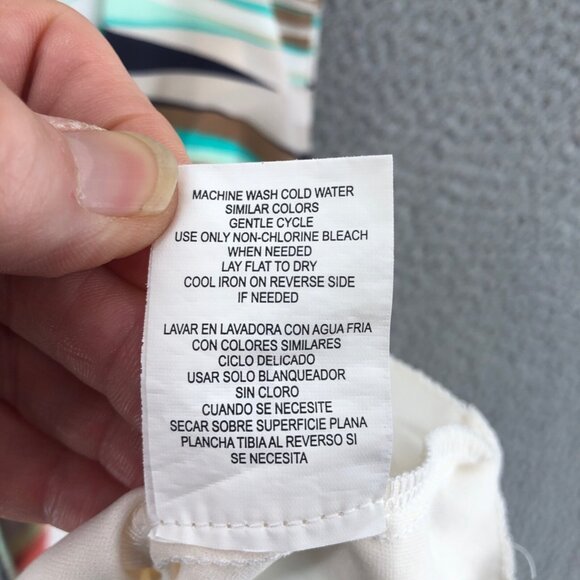 MACHINE WASH COLD WATER
SIMILAR COLORS
GENTLE CYCLE
USE ONLY NON-CHLORINE BLEACH
WHEN NEEDED
LAY FLAT TO DRY
COOL IRON ON REVERSE SIDE
IF NEEDED
LAVAR EN LAVADORA CON AGUA FRIA
CON COLORES SIMILARES
CICLO DELICADO
USAR SOLO BLANQUEADOR
SIN CLORO
CUANDO SE NECESITE
SECAR SOBRE SUPERFICIE PLANA
PLANCHA TIBIA AL REVERSO SI
SE NECESITA